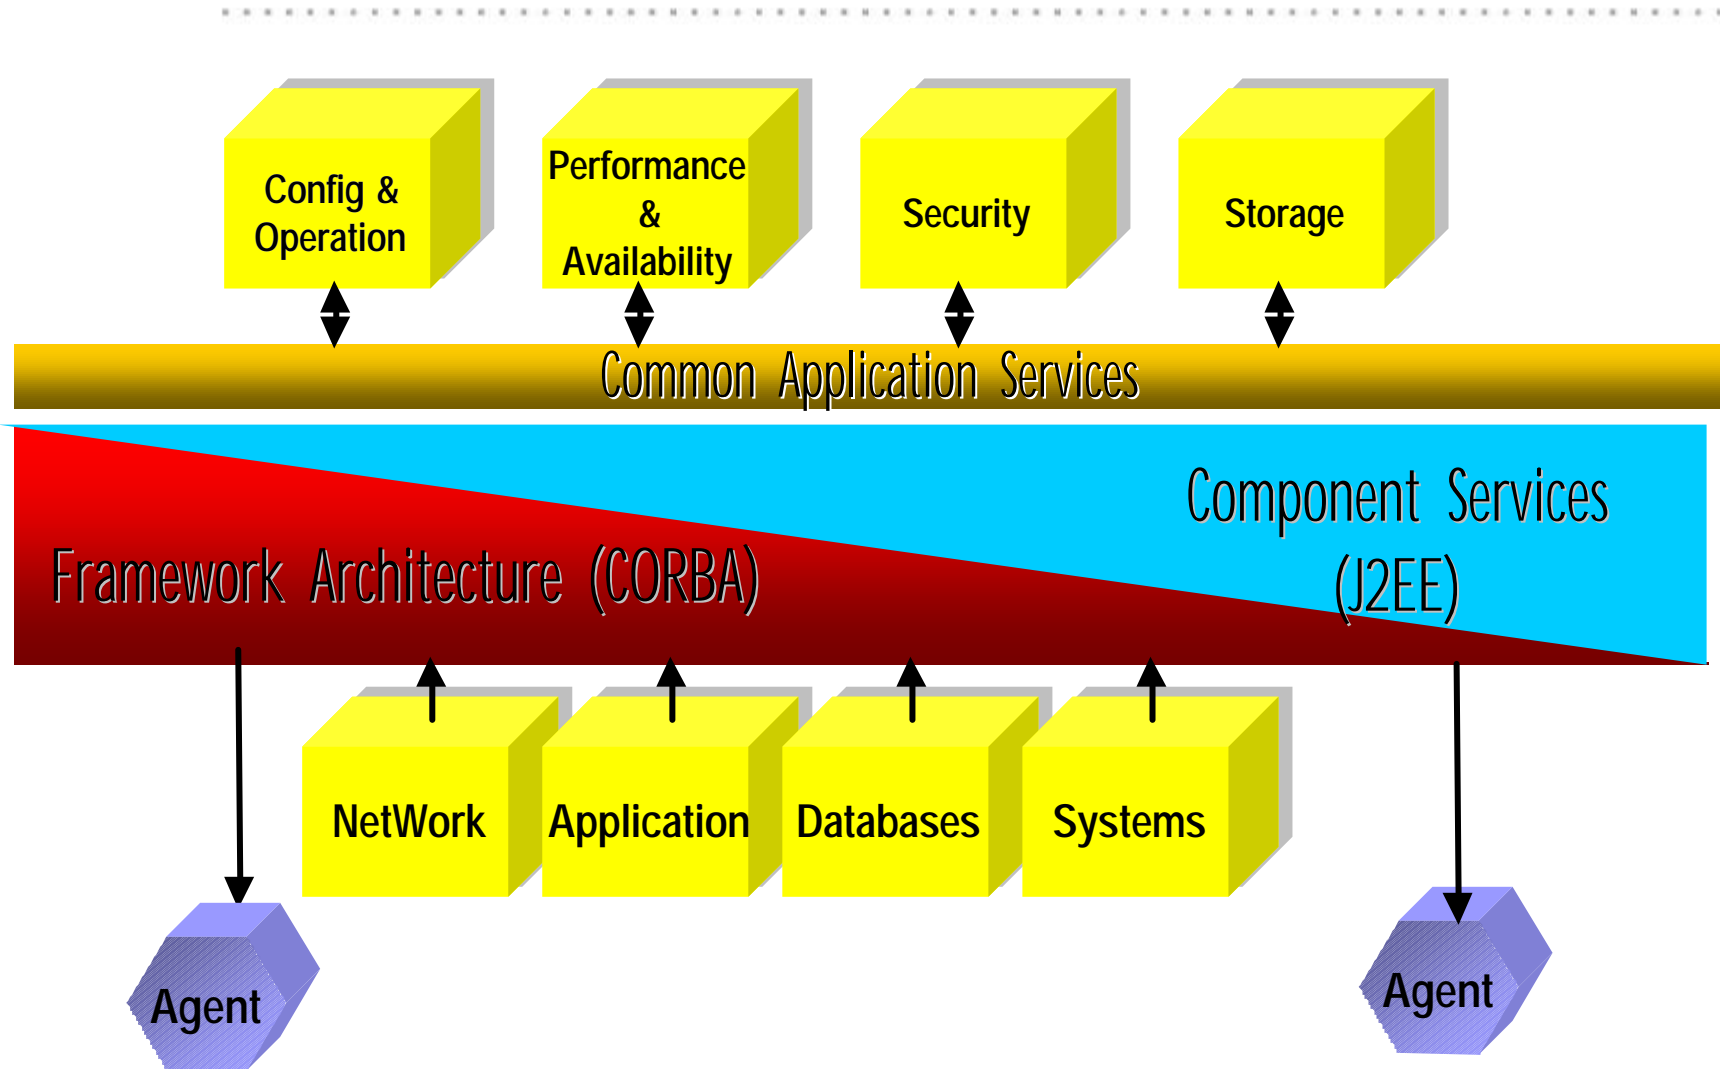 Config &
Operation
Performance
&
Availability
Security
Storage
Common Application Services
Component Services
(J2EE)
Framework Architecture (CORBA)
NetWork
Application
Databases
Systems
Agent
Agent